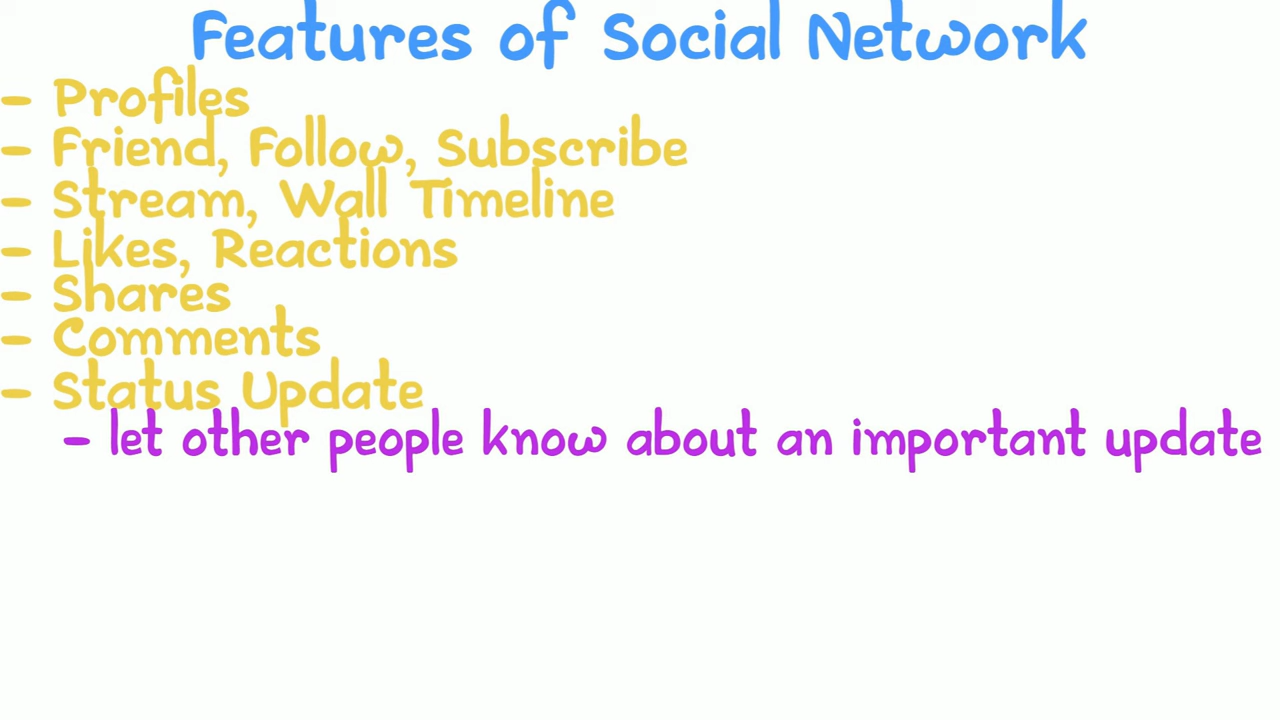 Features of Social Network
- Profiles
- Friend, Follow, Subscribe
- Stream, Wall Timeline
- Likes, Reactions
- Shares
- Comments
- Status Update
- let other people know about an important update